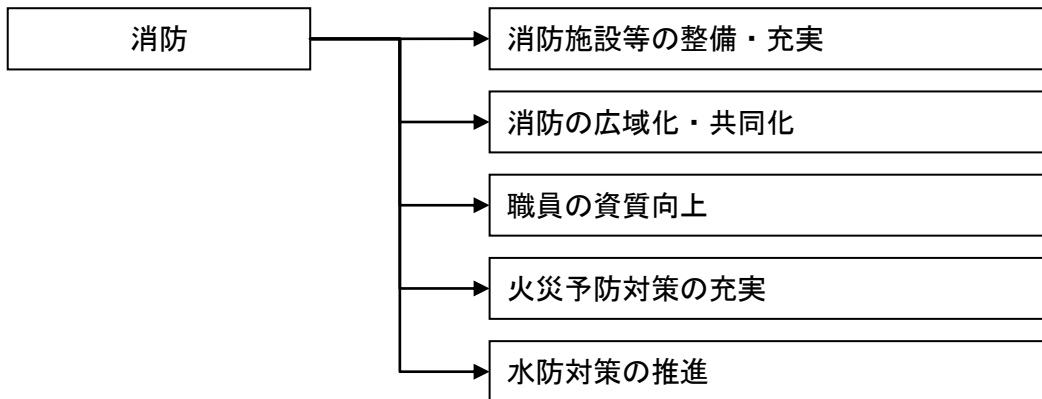 消防
消防施設等の整備・充実
消防の広域化・共同化
職員の資質向上
火災予防対策の充実
水防対策の推進